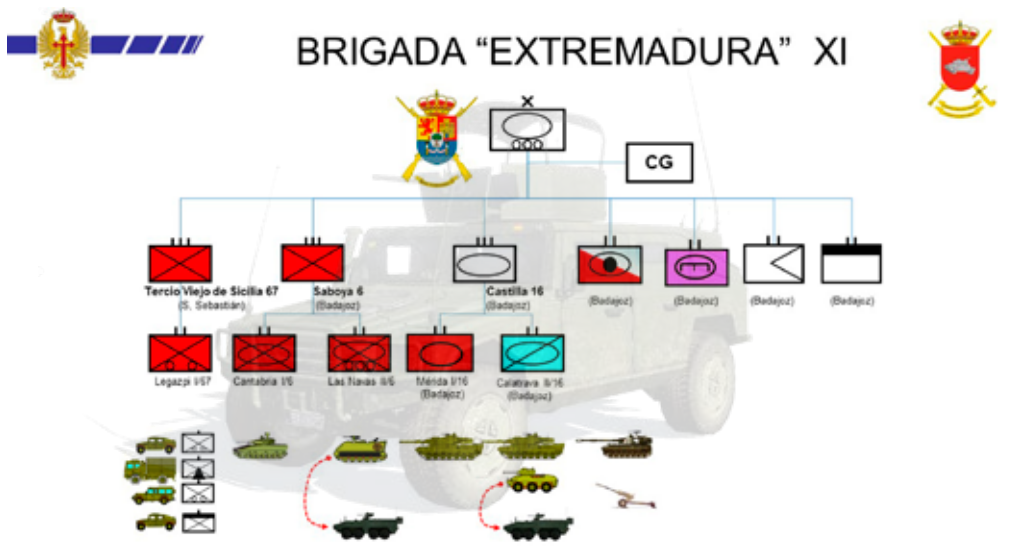 BRIGADA “EXTREMADURA” XI
X
CG
Tercio Viejo de Sicilia 67
(S. Sebastián)
Saboya 6
(Badajoz)
Castilla 16
(Badajoz)
(Badajoz)
(Badajoz)
(Badajoz)
(Badajoz)
Legazpi I/67
Cantabria I/6
Las Navas II/6
Mérida I/16
(Badajoz)
Calatrava II/16
(Badajoz)